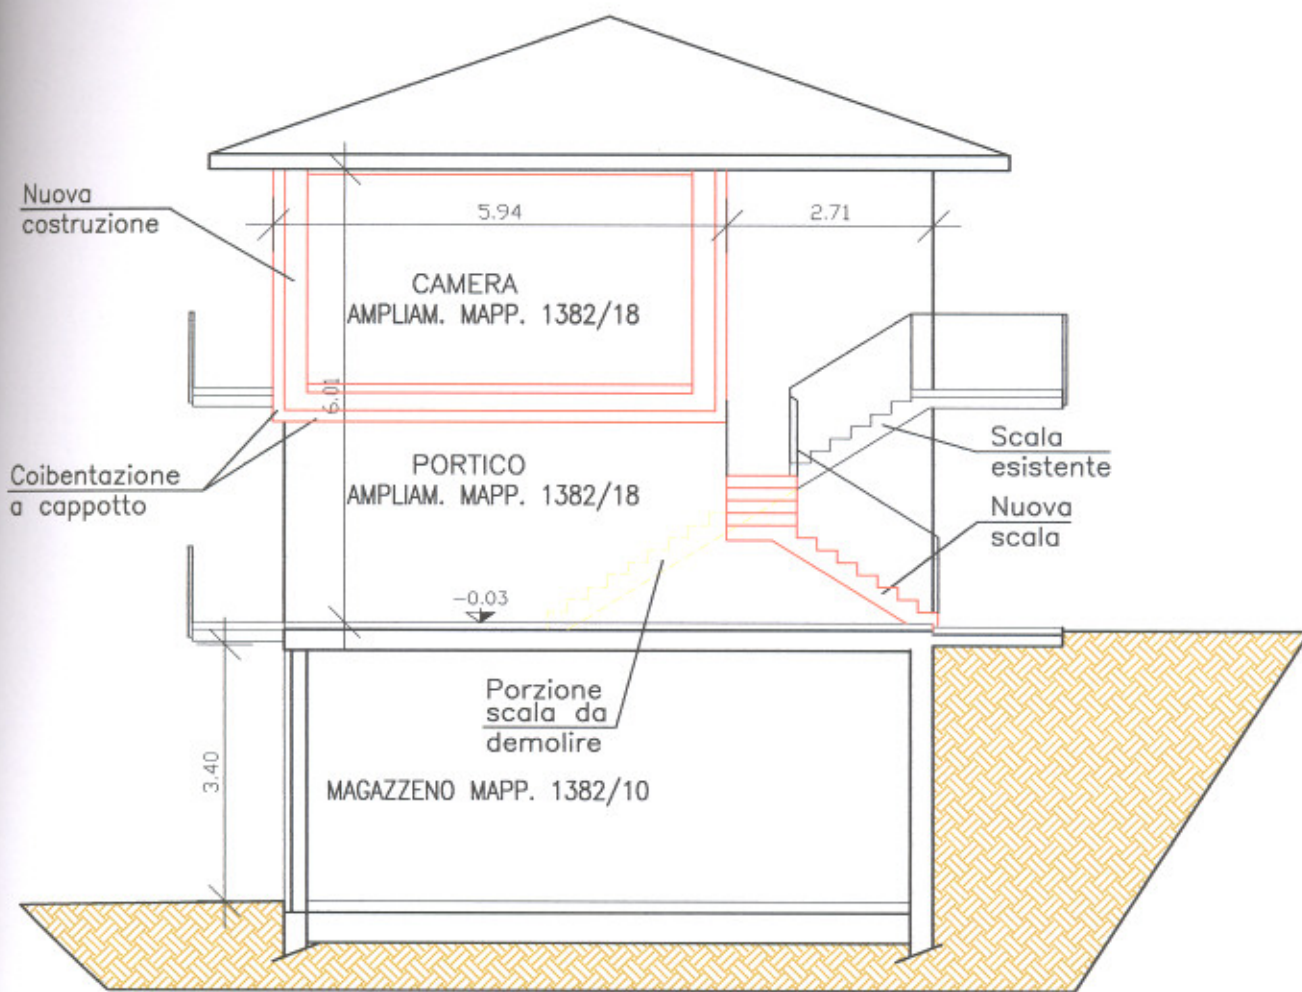 Nuova
costruzione
5.94
2.71
CAMERA
AMPLIAM. MAPP. 1382/18
6.01
Coibentazione
a cappotto
PORTICO
AMPLIAM. MAPP. 1382/18
Scala
esistente
Nuova
scala
-0.03
Porzione
scala da
demolire
3.40
MAGAZZENO MAPP. 1382/10